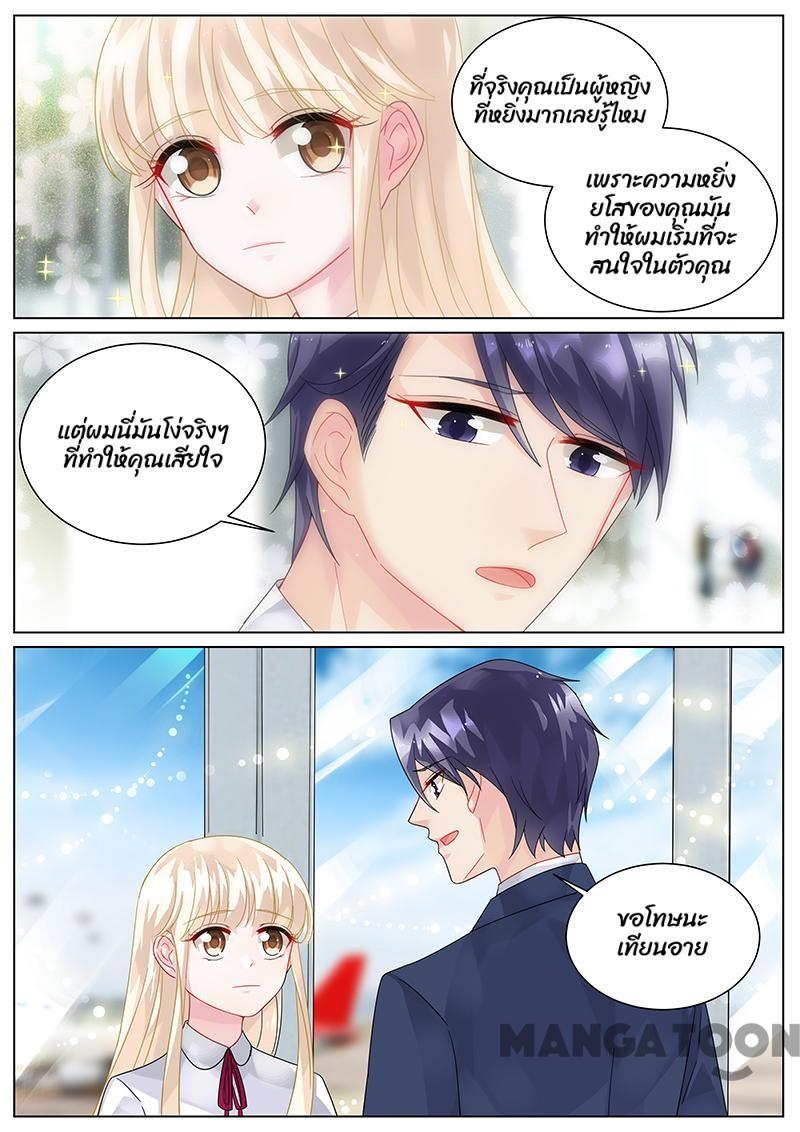 ที่จริงคุณเป็นผู้หญิง
ที่หยิ่งมากเลยรู้ไหม
เพราะความหยิ่ง
ยโสของคุณมัน
ทำให้ผมเริ่มที่จะ
สนใจในตัวคุณ
แต่ผมนี่มันโง่จริงๆ
ที่ทำให้คุณเสียใจ
ขอโทษนะ
เทียนอาย
MANGATOON